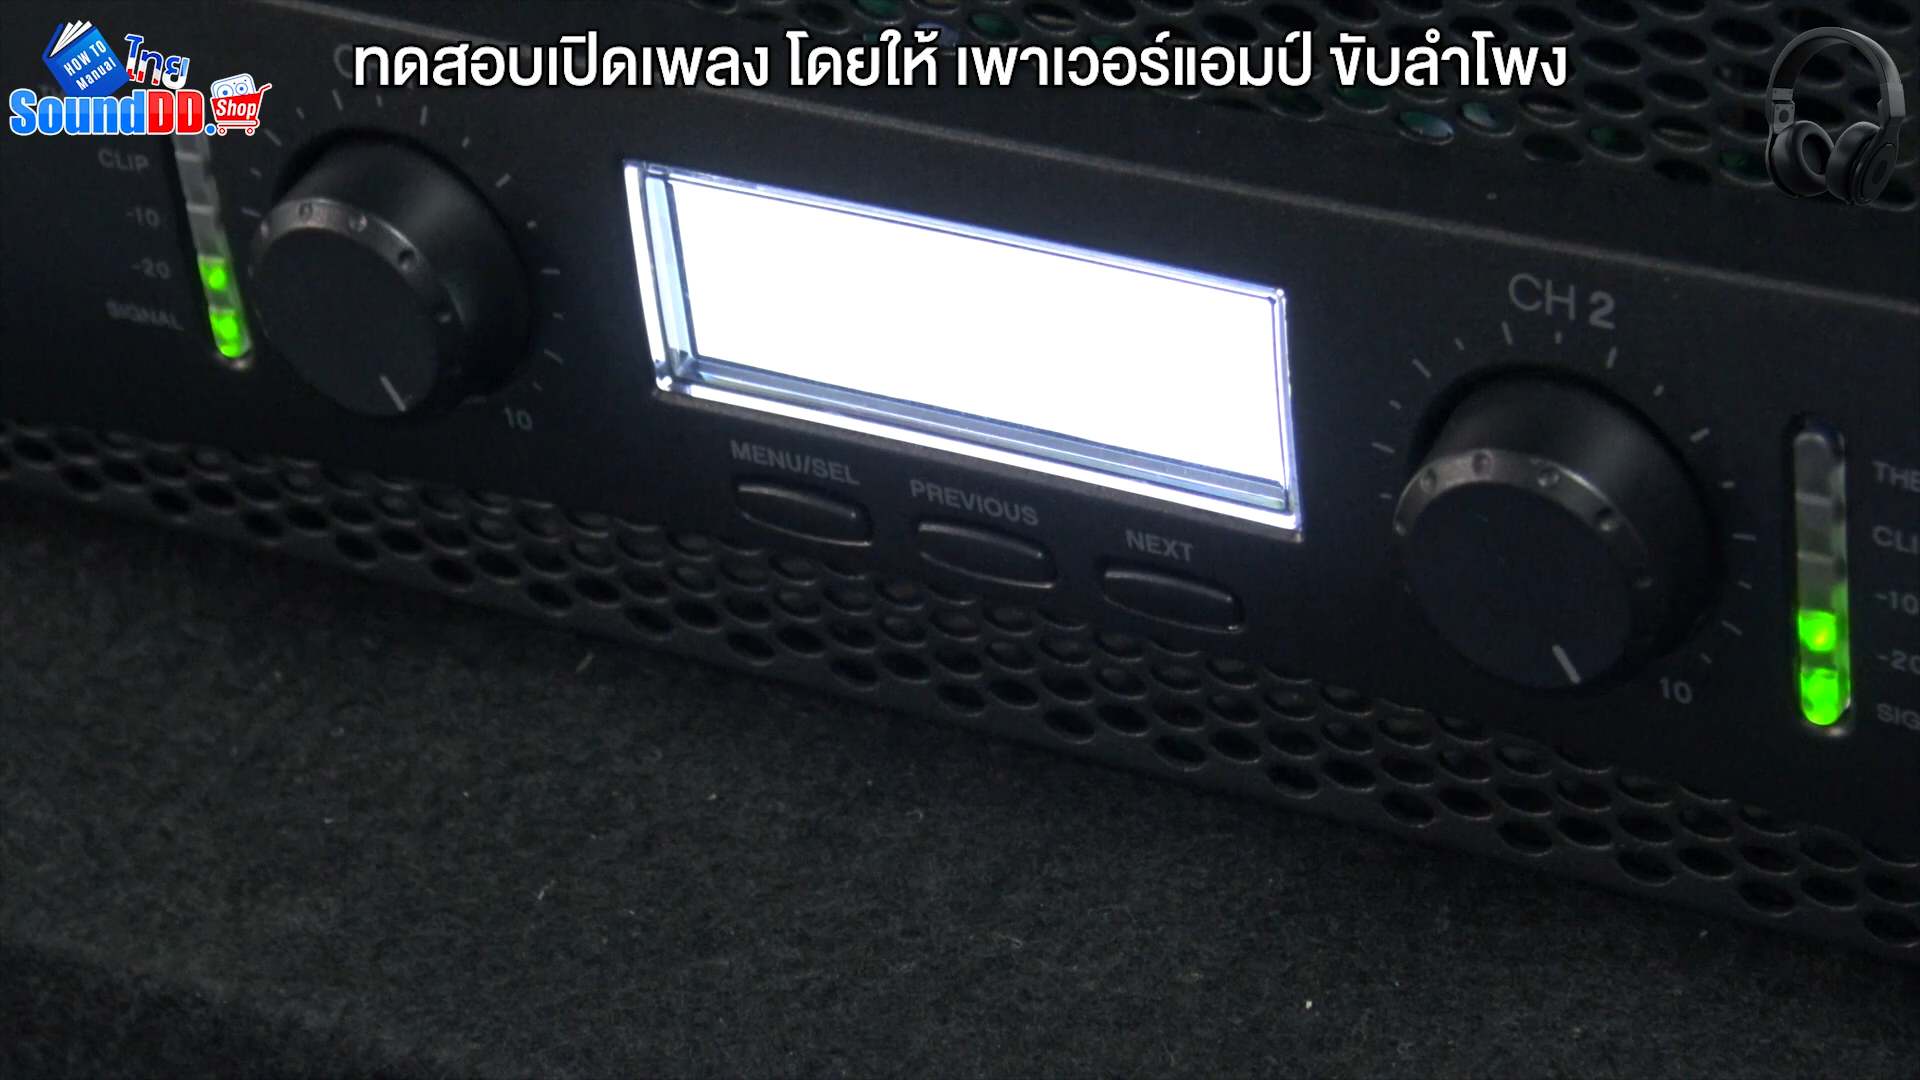 HOW TO
Manual
ไทย
SoundDD.
Shop
ทดสอบเปิดเพลง โดยให้ เพาเวอร์แอมป์ ขับลำโพง
CLIP
-10
-20
SIGNAL
10
MENU/SEL
PREVIOUS
NEXT
CH 2
10
-10